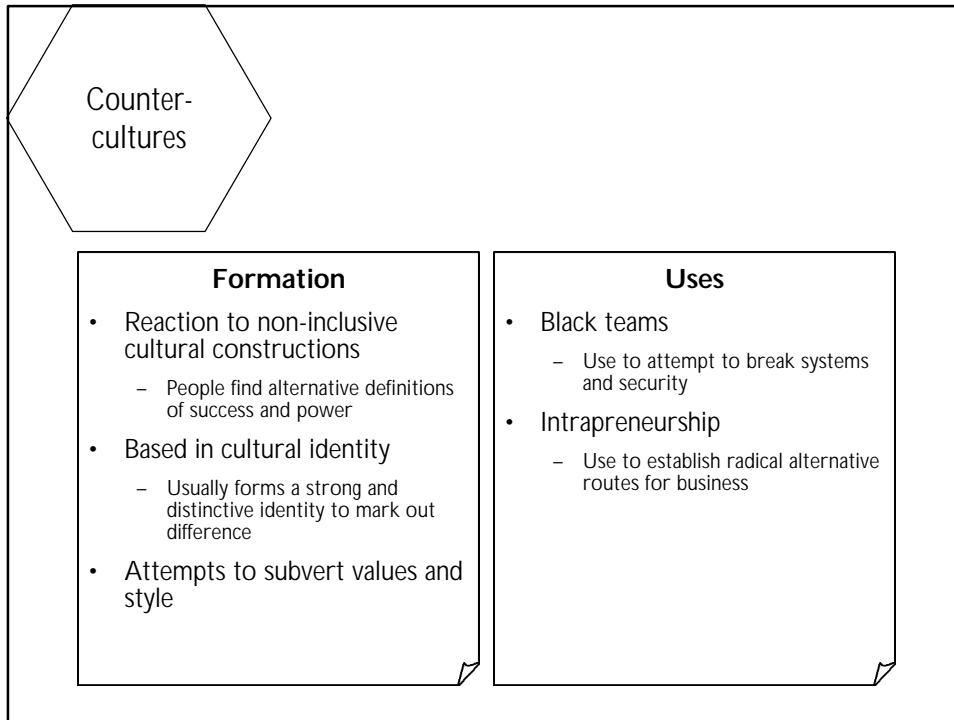 Counter-
cultures
Formation
• Reaction to non-inclusive
cultural constructions
– People find alternative definitions
of success and power
• Based in cultural identity
– Usually forms a strong and
distinctive identity to mark out
difference
• Attempts to subvert values and
style
Uses
• Black teams
– Use to attempt to break systems
and security
• Intrapreneurship
– Use to establish radical alternative
routes for business